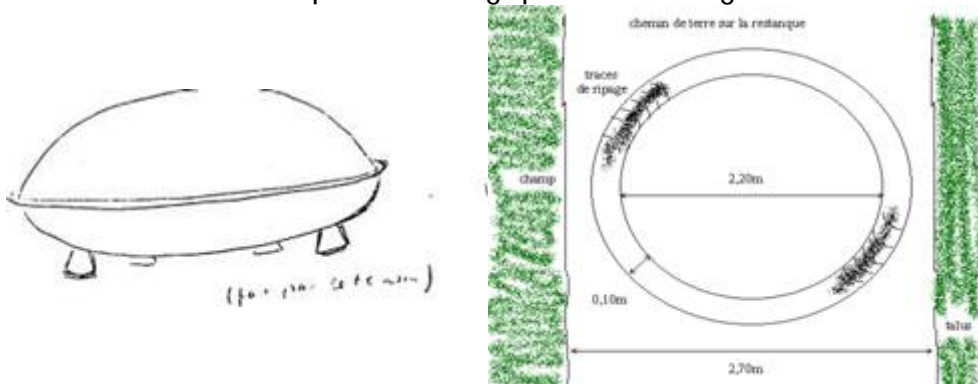 chemin de terre sur la restanque
traces
de ripage
champ
2,20m
0,10m
talus
2,70m